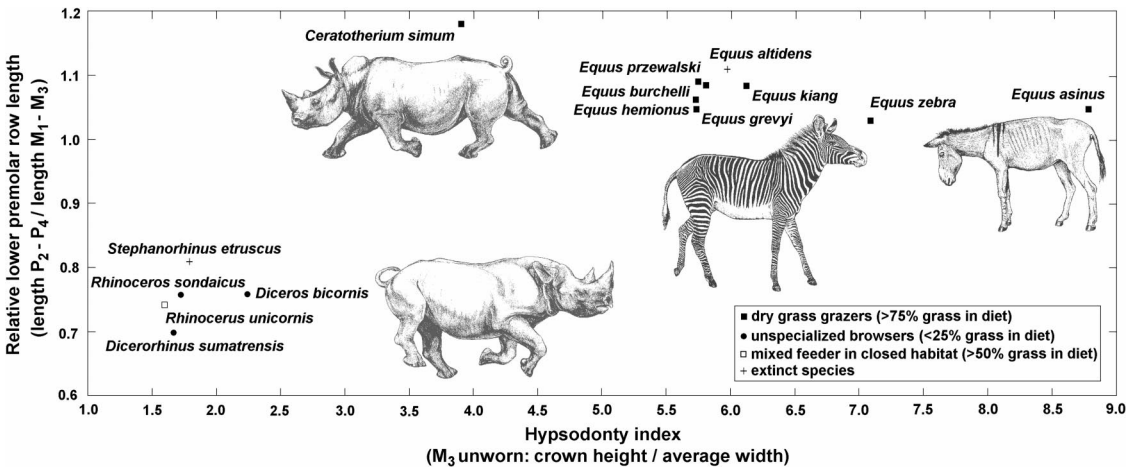 Relative lower premolar row length
(length P₂ - P₄ / length M₁ - M₃)
1.2
1.1
1.0
0.9
0.8
0.7
0.6
Ceratotherium simum
Equus altidens
Equus przewalski
Equus burchelli
Equus kiang
Equus hemionus
Equus grevyi
Equus zebra
Equus asinus
Stephanorhinus etruscus
Rhinoceros sondaicus
Diceros bicornis
Rhinocerus unicornis
Dicerorhinus sumatrensis
■ dry grass grazers (>75% grass in diet)
● unspecialized browsers (<25% grass in diet)
□ mixed feeder in closed habitat (>50% grass in diet)
+ extinct species
1.0 1.5 2.0 2.5 3.0 3.5 4.0 4.5 5.0 5.5 6.0 6.5 7.0 7.5 8.0 8.5 9.0
Hypsodonty index
(M₃ unworn: crown height / average width)